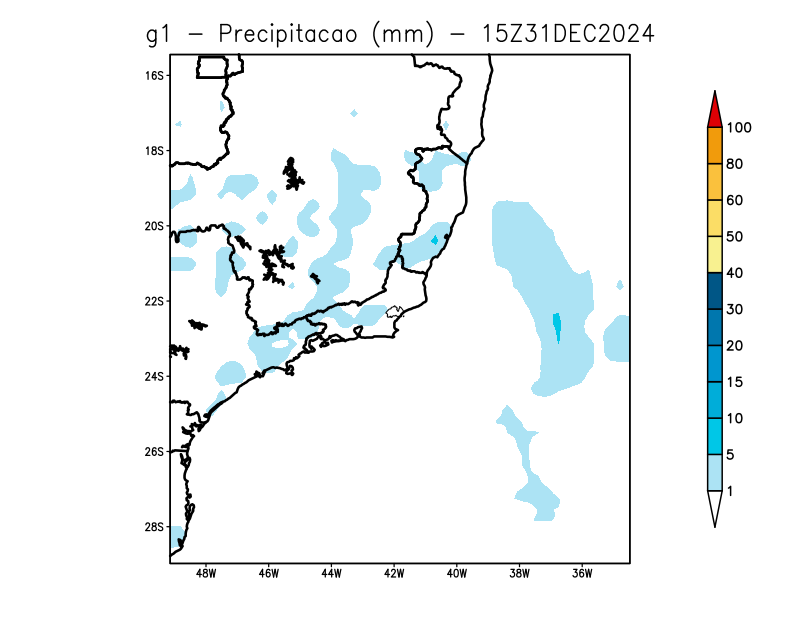 g1 – Precipitacao (mm) – 15Z31DEC2024
16S
18S
20S
22S
24S
26S
28S
48W 46W 44W 42W 40W 38W 36W
100
80
60
50
40
30
20
15
10
5
1